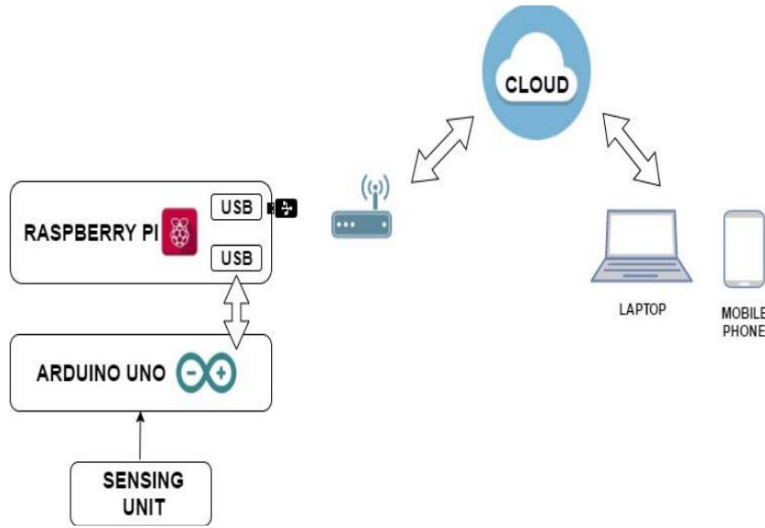 CLOUD
USB
RASPBERRY PI
USB
LAPTOP
MOBILE
PHONE
ARDUINO UNO
SENSING
UNIT